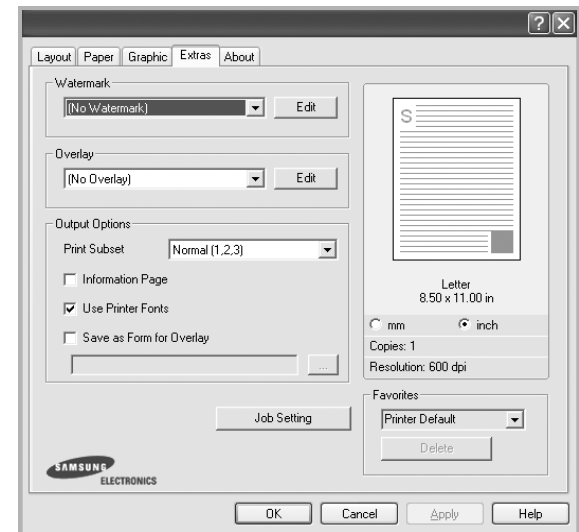 Layout Paper Graphic Extras About
Watermark
(No Watermark) Edit
Overlay
(No Overlay) Edit
Output Options
Print Subset Normal (1,2,3)
Information Page
Use Printer Fonts
Save as Form for Overlay
...
Job Setting
SAMSUNG
ELECTRONICS
S
Letter
8.50 x 11.00 in
mm inch
Copies: 1
Resolution: 600 dpi
Favorites
Printer Default
Delete
OK Cancel Apply Help